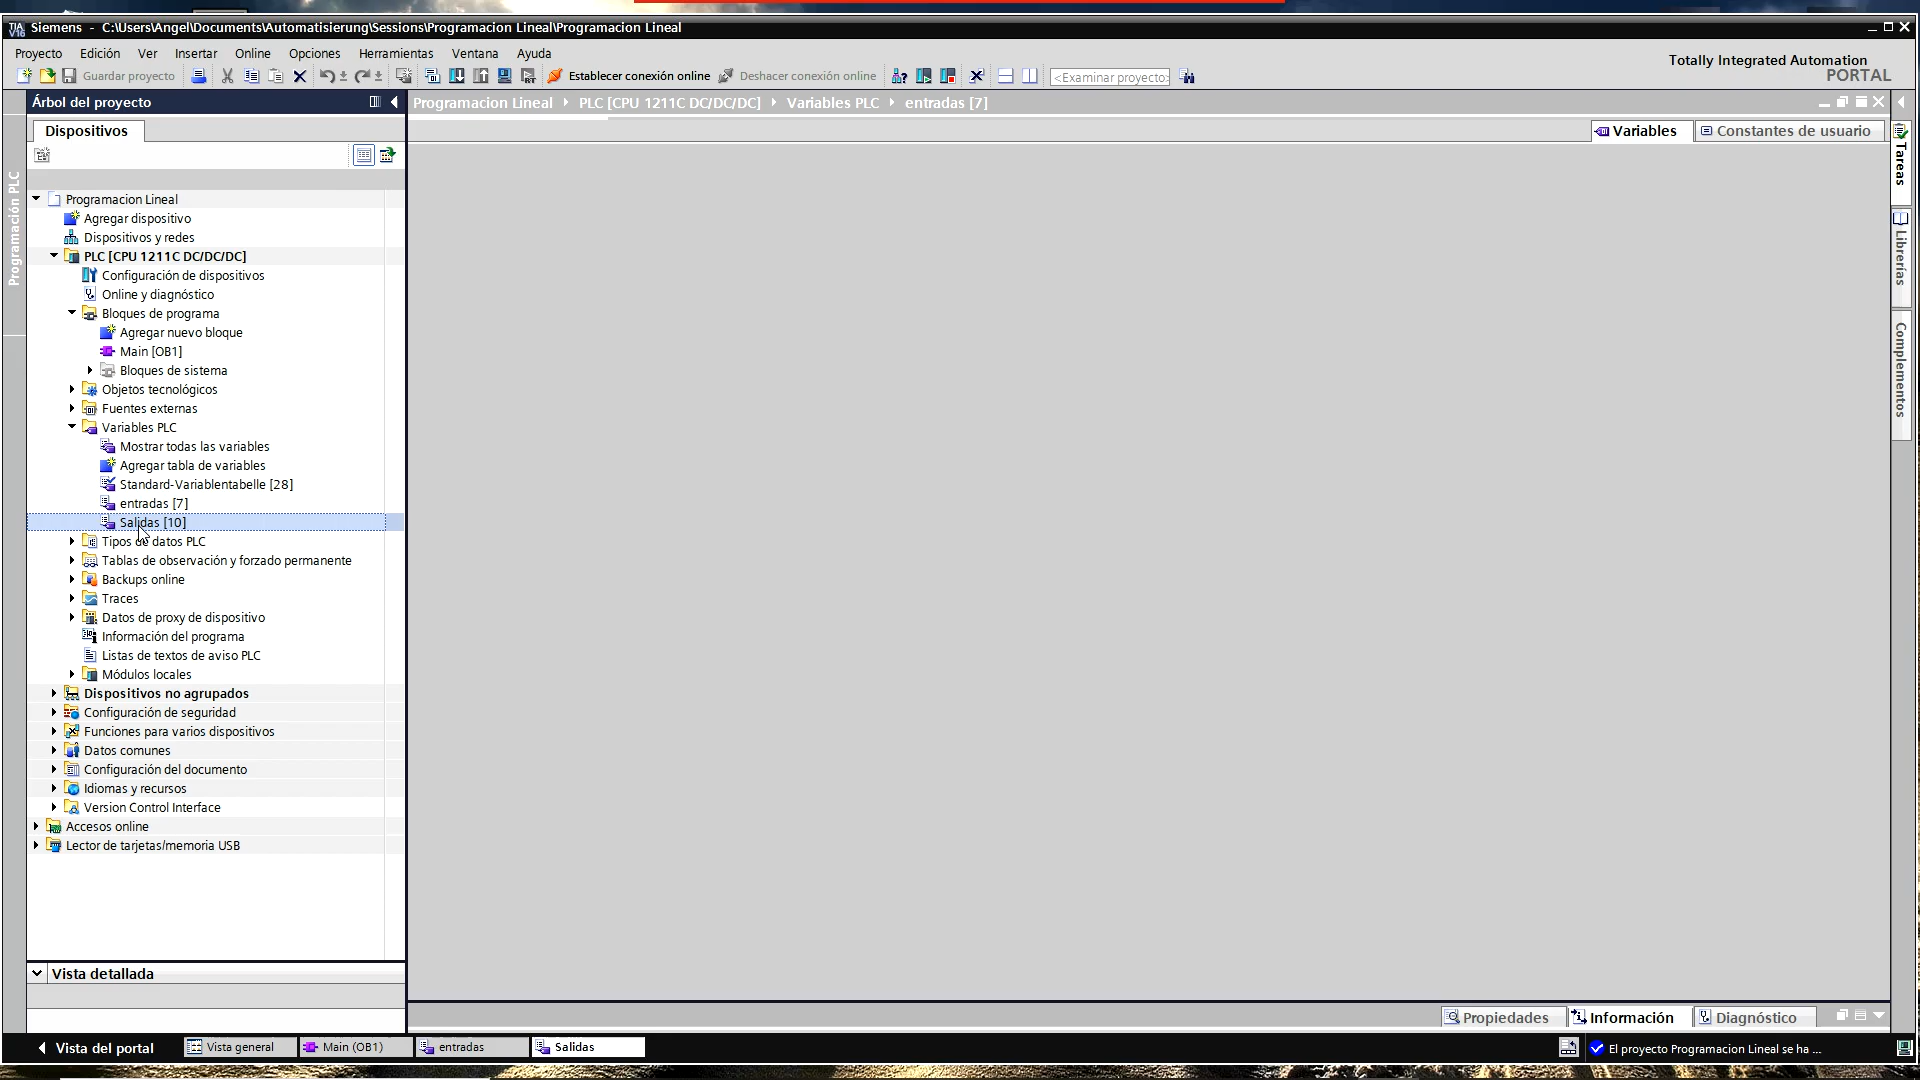 Siemens - C:\Users\Angel\Documents\Automatisierung\Sessions\Programacion Lineal\Programacion Lineal
Proyecto Edición Ver Insertar Online Opciones Herramientas Ventana Ayuda
Totally Integrated Automation
PORTAL
Guardar proyecto Establecer conexión online Deshacer conexión online <Examinar proyecto>
Árbol del proyecto
Programacion Lineal PLC [CPU 1211C DC/DC/DC] Variables PLC entradas [7]
Dispositivos
Variables Constantes de usuario
Programación PLC
Programacion Lineal
Agregar dispositivo
Dispositivos y redes
PLC [CPU 1211C DC/DC/DC]
Configuración de dispositivos
Online y diagnóstico
Bloques de programa
Agregar nuevo bloque
Main [OB1]
Bloques de sistema
Objetos tecnológicos
Fuentes externas
Variables PLC
Mostrar todas las variables
Agregar tabla de variables
Standard-Variablentabelle [28]
entradas [7]
Salidas [10]
Tipos de datos PLC
Tablas de observación y forzado permanente
Backups online
Traces
Datos de proxy de dispositivo
Información del programa
Listas de textos de aviso PLC
Módulos locales
Dispositivos no agrupados
Configuración de seguridad
Funciones para varios dispositivos
Datos comunes
Configuración del documento
Idiomas y recursos
Version Control Interface
Accesos online
Lector de tarjetas/memoria USB
Vista detallada
Tareas
Librerías
Complementos
Propiedades Información Diagnóstico
Vista del portal Vista general Main (OB1) entradas Salidas El proyecto Programacion Lineal se ha ...